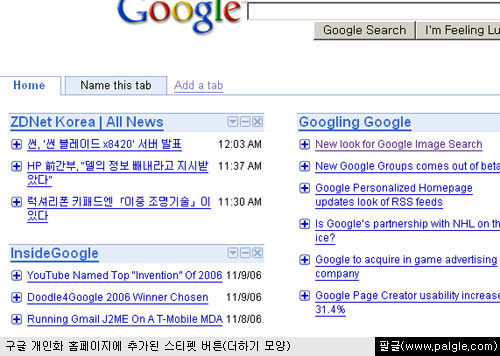 Google
Google Search
I'm Feeling Lu
Home
Name this tab
Add a tab
ZDNet Korea | All News
썬, '썬 블레이드 x8420' 서버 발표 12:03 AM
HP 前간부, "델의 정보 빼내라고 지시받 11:37 AM
았다"
럭셔리폰 키패드엔 『이중 조명기술』이 11:30 AM
있다
InsideGoogle
YouTube Named Top "Invention" Of 2006 11/9/06
Doodle4Google 2006 Winner Chosen 11/9/06
Running Gmail J2ME On A T-Mobile MDA 11/8/06
Googling Google
New look for Google Image Search
New Google Groups comes out of beta
Google Personalized Homepage
updates look of RSS feeds
Is Google's partnership with NHL on th
ice?
Google to acquire in game advertising
company
Google Page Creator usability increase
31.4%
구글 개인화 홈페이지에 추가된 스티펫 버튼(더하기 모양)
팔글(www.palgle.com)